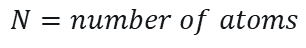 N = number of atoms